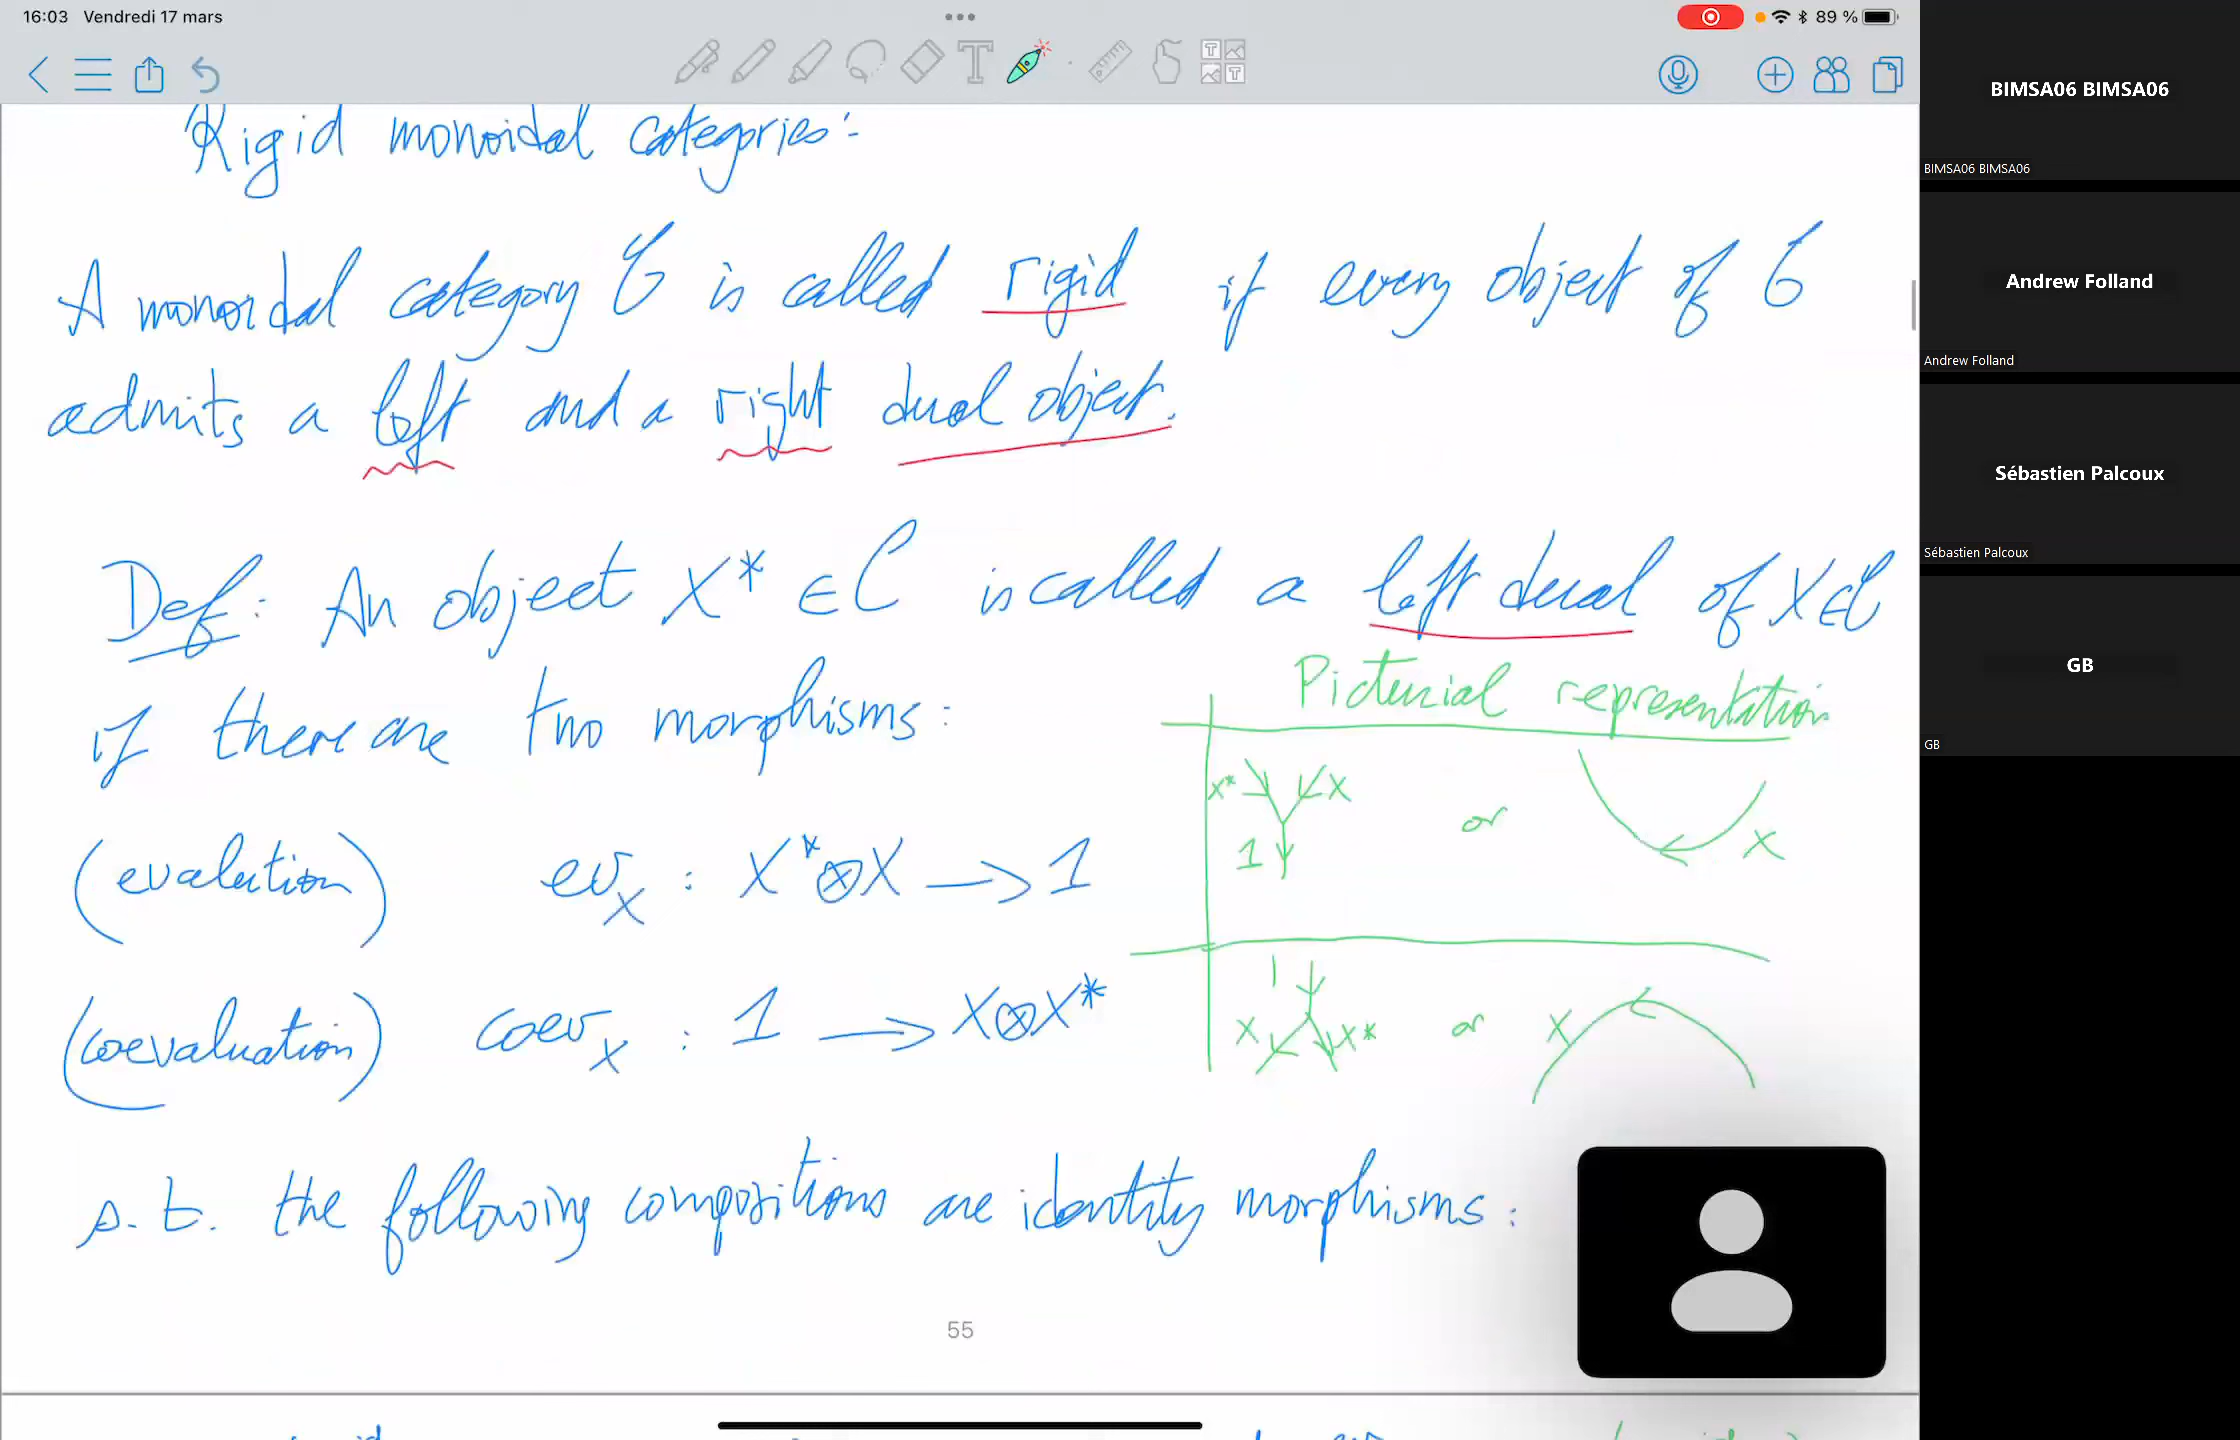 16:03 Vendredi 17 mars
89 %
Rigid monoidal categories:
A monoidal category C is called rigid if every object of C
admits a left and a right dual object.
Def: An object X* ∈ C is called a left dual of X ∈ C
if there are two morphisms:
Pictorial representation
(evaluation) ev_X : X* ⊗ X → 1
X* X
1
or
X
(coevaluation) coev_X : 1 → X ⊗ X*
1
X X*
or
X
s.t. the following compositions are identity morphisms:
55
BIMSA06 BIMSA06
BIMSA06 BIMSA06
Andrew Folland
Andrew Folland
Sébastien Palcoux
Sébastien Palcoux
GB
GB